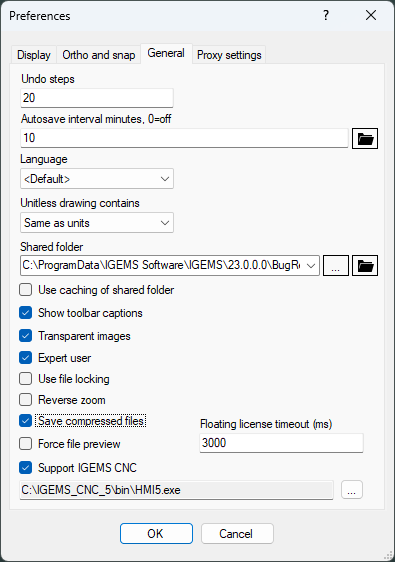 Preferences
?
Display Ortho and snap General Proxy settings
Undo steps
20
Autosave interval minutes, 0=off
10
Language
<Default>
Unitless drawing contains
Same as units
Shared folder
C:\ProgramData\IGEMS Software\IGEMS\23.0.0.0\BugRe
...
Use caching of shared folder
Show toolbar captions
Transparent images
Expert user
Use file locking
Reverse zoom
Save compressed files
Floating license timeout (ms)
Force file preview
3000
Support IGEMS CNC
C:\IGEMS_CNC_5\bin\HMI5.exe
...
OK Cancel